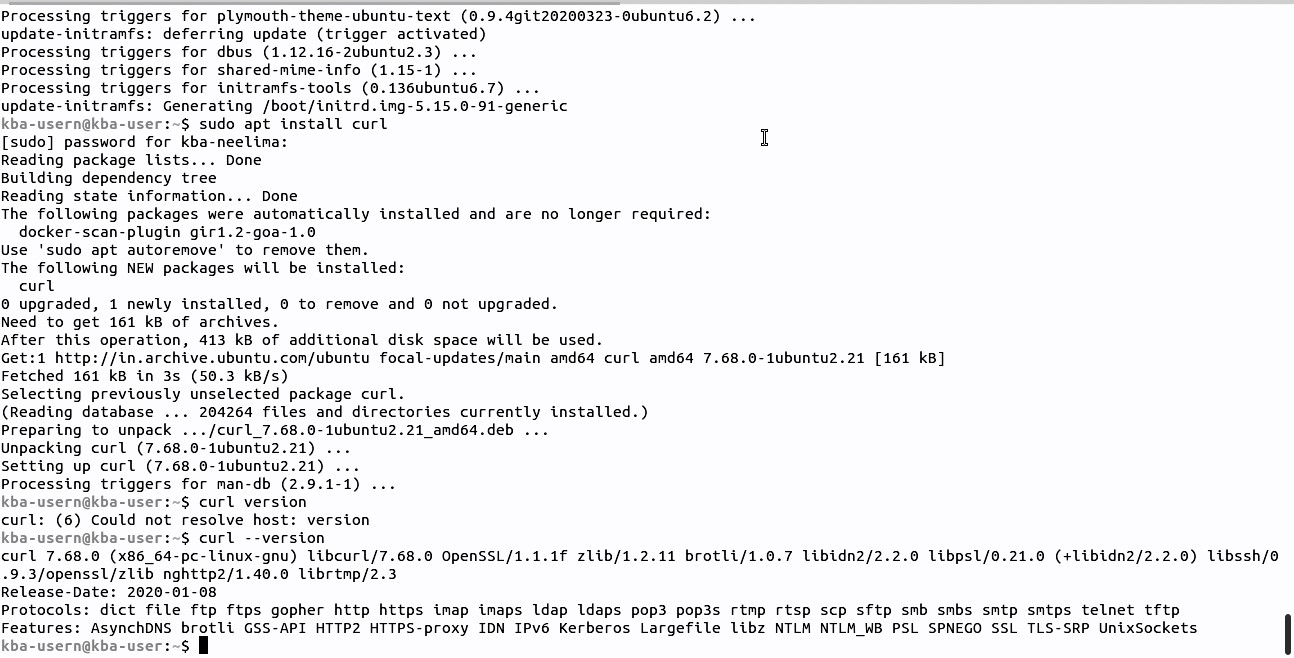 Processing triggers for plymouth-theme-ubuntu-text (0.9.4git20200323-0ubuntu6.2) ...
update-initramfs: deferring update (trigger activated)
Processing triggers for dbus (1.12.16-2ubuntu2.3) ...
Processing triggers for shared-mime-info (1.15-1) ...
Processing triggers for initramfs-tools (0.136ubuntu6.7) ...
update-initramfs: Generating /boot/initrd.img-5.15.0-91-generic
kba-usern@kba-user:~$ sudo apt install curl
[sudo] password for kba-neelima:
Reading package lists... Done
Building dependency tree
Reading state information... Done
The following packages were automatically installed and are no longer required:
  docker-scan-plugin gir1.2-goa-1.0
Use 'sudo apt autoremove' to remove them.
The following NEW packages will be installed:
  curl
0 upgraded, 1 newly installed, 0 to remove and 0 not upgraded.
Need to get 161 kB of archives.
After this operation, 413 kB of additional disk space will be used.
Get:1 http://in.archive.ubuntu.com/ubuntu focal-updates/main amd64 curl amd64 7.68.0-1ubuntu2.21 [161 kB]
Fetched 161 kB in 3s (50.3 kB/s)
Selecting previously unselected package curl.
(Reading database ... 204264 files and directories currently installed.)
Preparing to unpack .../curl_7.68.0-1ubuntu2.21_amd64.deb ...
Unpacking curl (7.68.0-1ubuntu2.21) ...
Setting up curl (7.68.0-1ubuntu2.21) ...
Processing triggers for man-db (2.9.1-1) ...
kba-usern@kba-user:~$ curl version
curl: (6) Could not resolve host: version
kba-usern@kba-user:~$ curl --version
curl 7.68.0 (x86_64-pc-linux-gnu) libcurl/7.68.0 OpenSSL/1.1.1f zlib/1.2.11 brotli/1.0.7 libidn2/2.2.0 libpsl/0.21.0 (+libidn2/2.2.0) libssh/0
.9.3/openssl/zlib nghttp2/1.40.0 librtmp/2.3
Release-Date: 2020-01-08
Protocols: dict file ftp ftps gopher http https imap imaps ldap ldaps pop3 pop3s rtmp rtsp scp sftp smb smbs smtp smtps telnet tftp
Features: AsynchDNS brotli GSS-API HTTP2 HTTPS-proxy IDN IPv6 Kerberos Largefile libz NTLM NTLM_WB PSL SPNEGO SSL TLS-SRP UnixSockets
kba-usern@kba-user:~$